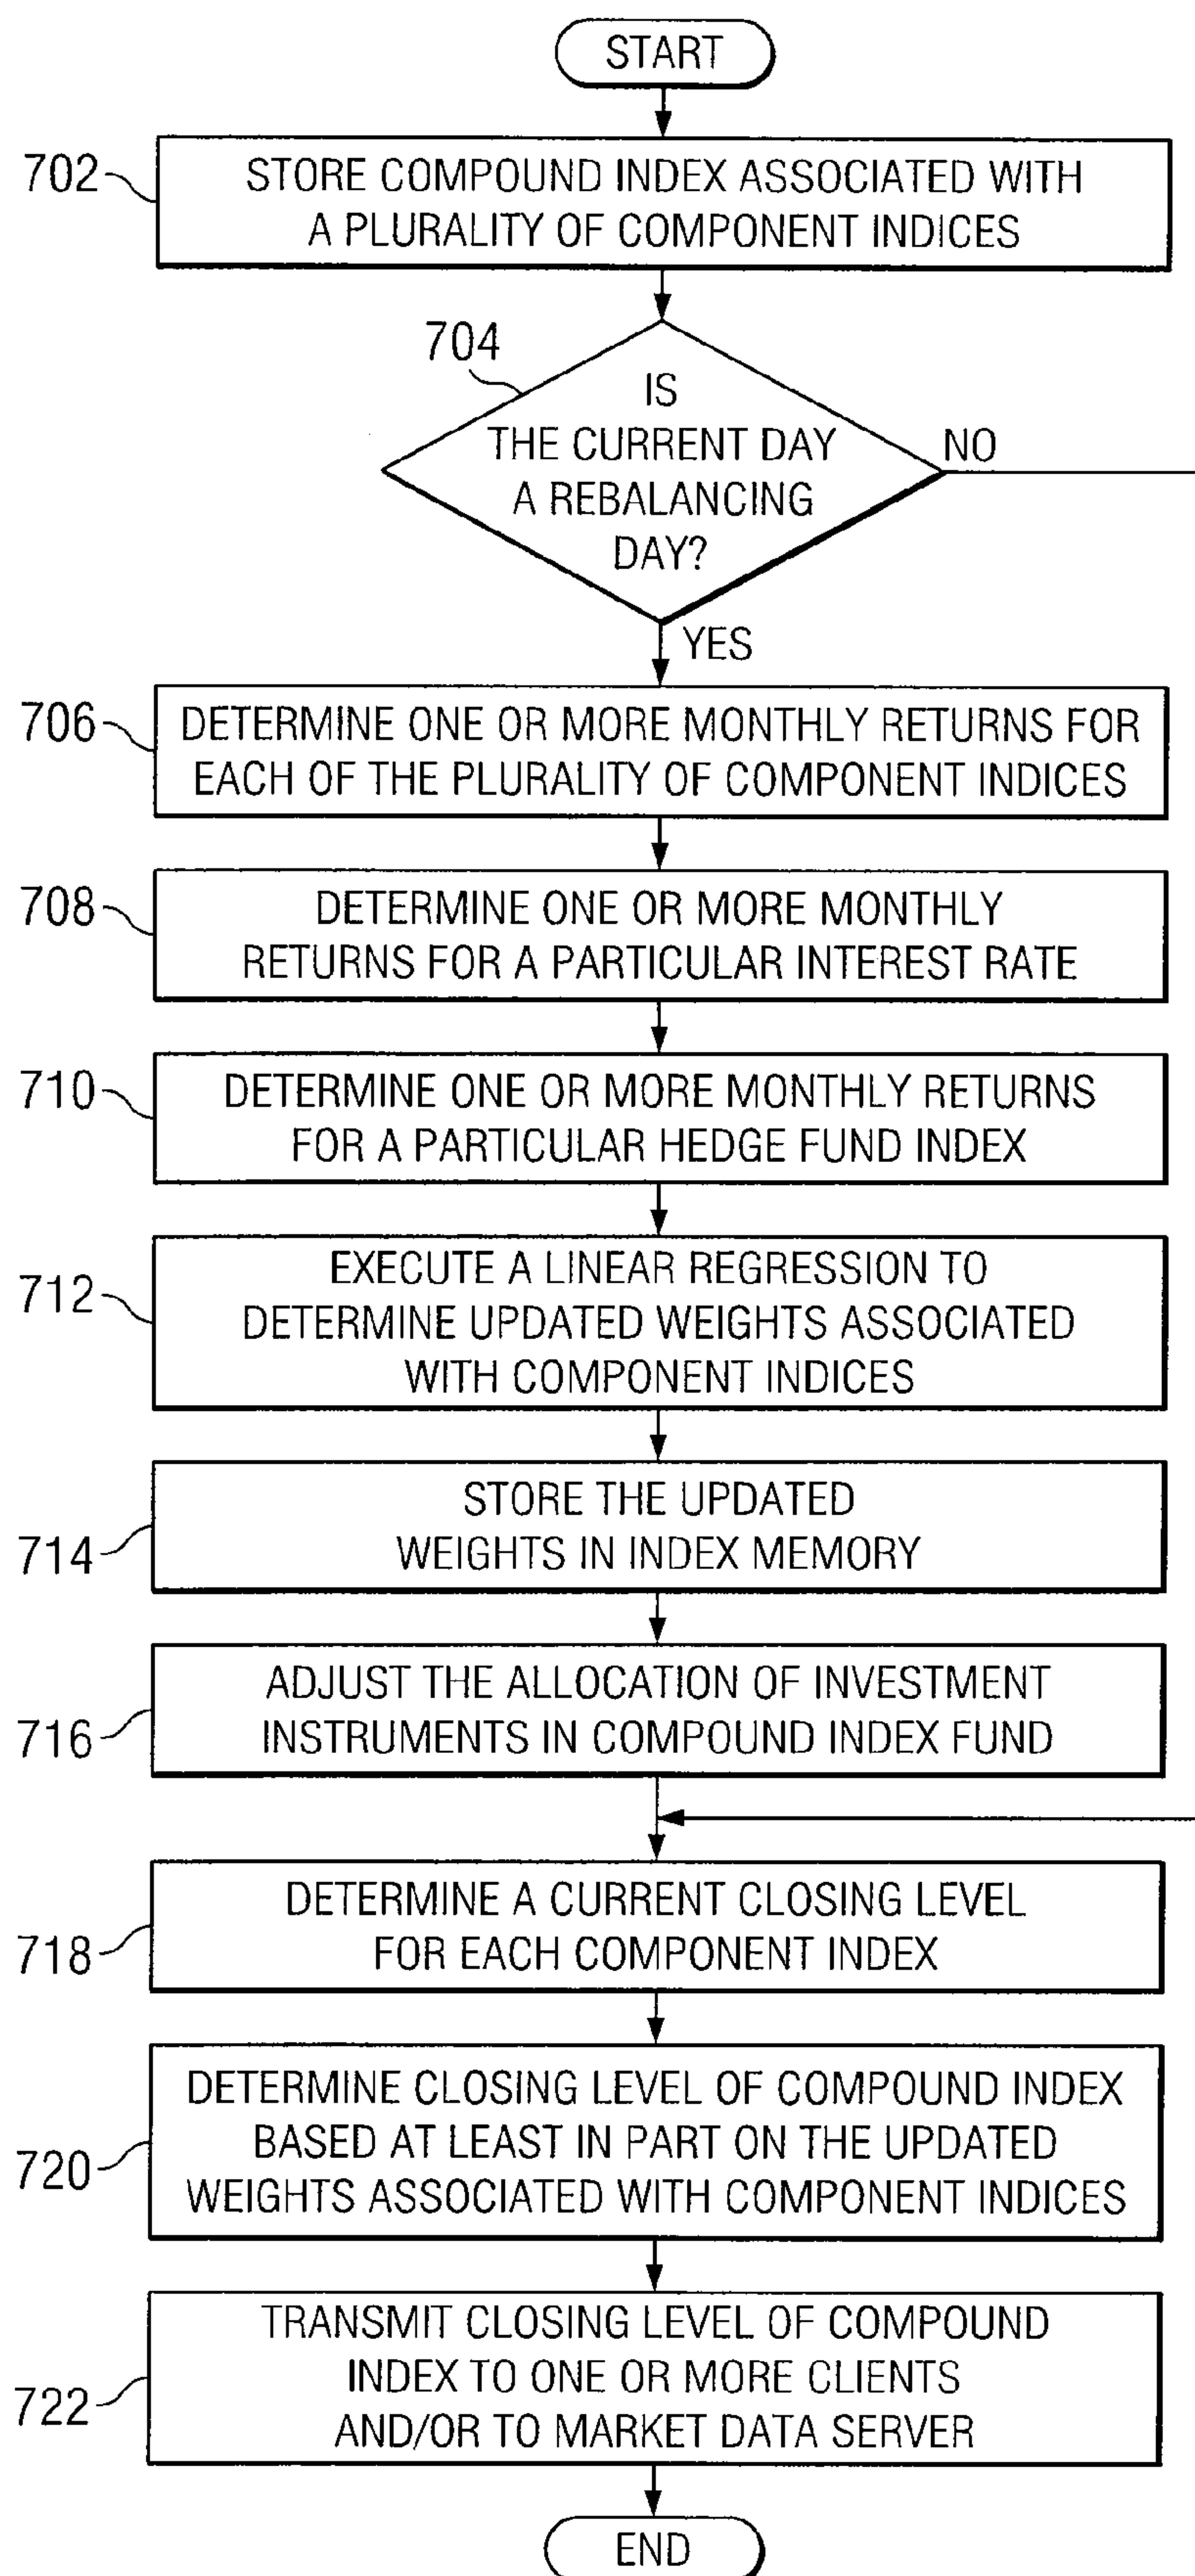 START
702
STORE COMPOUND INDEX ASSOCIATED WITH
A PLURALITY OF COMPONENT INDICES
704
IS
THE CURRENT DAY
A REBALANCING
DAY?
NO
YES
706
DETERMINE ONE OR MORE MONTHLY RETURNS FOR
EACH OF THE PLURALITY OF COMPONENT INDICES
708
DETERMINE ONE OR MORE MONTHLY
RETURNS FOR A PARTICULAR INTEREST RATE
710
DETERMINE ONE OR MORE MONTHLY RETURNS
FOR A PARTICULAR HEDGE FUND INDEX
712
EXECUTE A LINEAR REGRESSION TO
DETERMINE UPDATED WEIGHTS ASSOCIATED
WITH COMPONENT INDICES
714
STORE THE UPDATED
WEIGHTS IN INDEX MEMORY
716
ADJUST THE ALLOCATION OF INVESTMENT
INSTRUMENTS IN COMPOUND INDEX FUND
718
DETERMINE A CURRENT CLOSING LEVEL
FOR EACH COMPONENT INDEX
720
DETERMINE CLOSING LEVEL OF COMPOUND INDEX
BASED AT LEAST IN PART ON THE UPDATED
WEIGHTS ASSOCIATED WITH COMPONENT INDICES
722
TRANSMIT CLOSING LEVEL OF COMPOUND
INDEX TO ONE OR MORE CLIENTS
AND/OR TO MARKET DATA SERVER
END